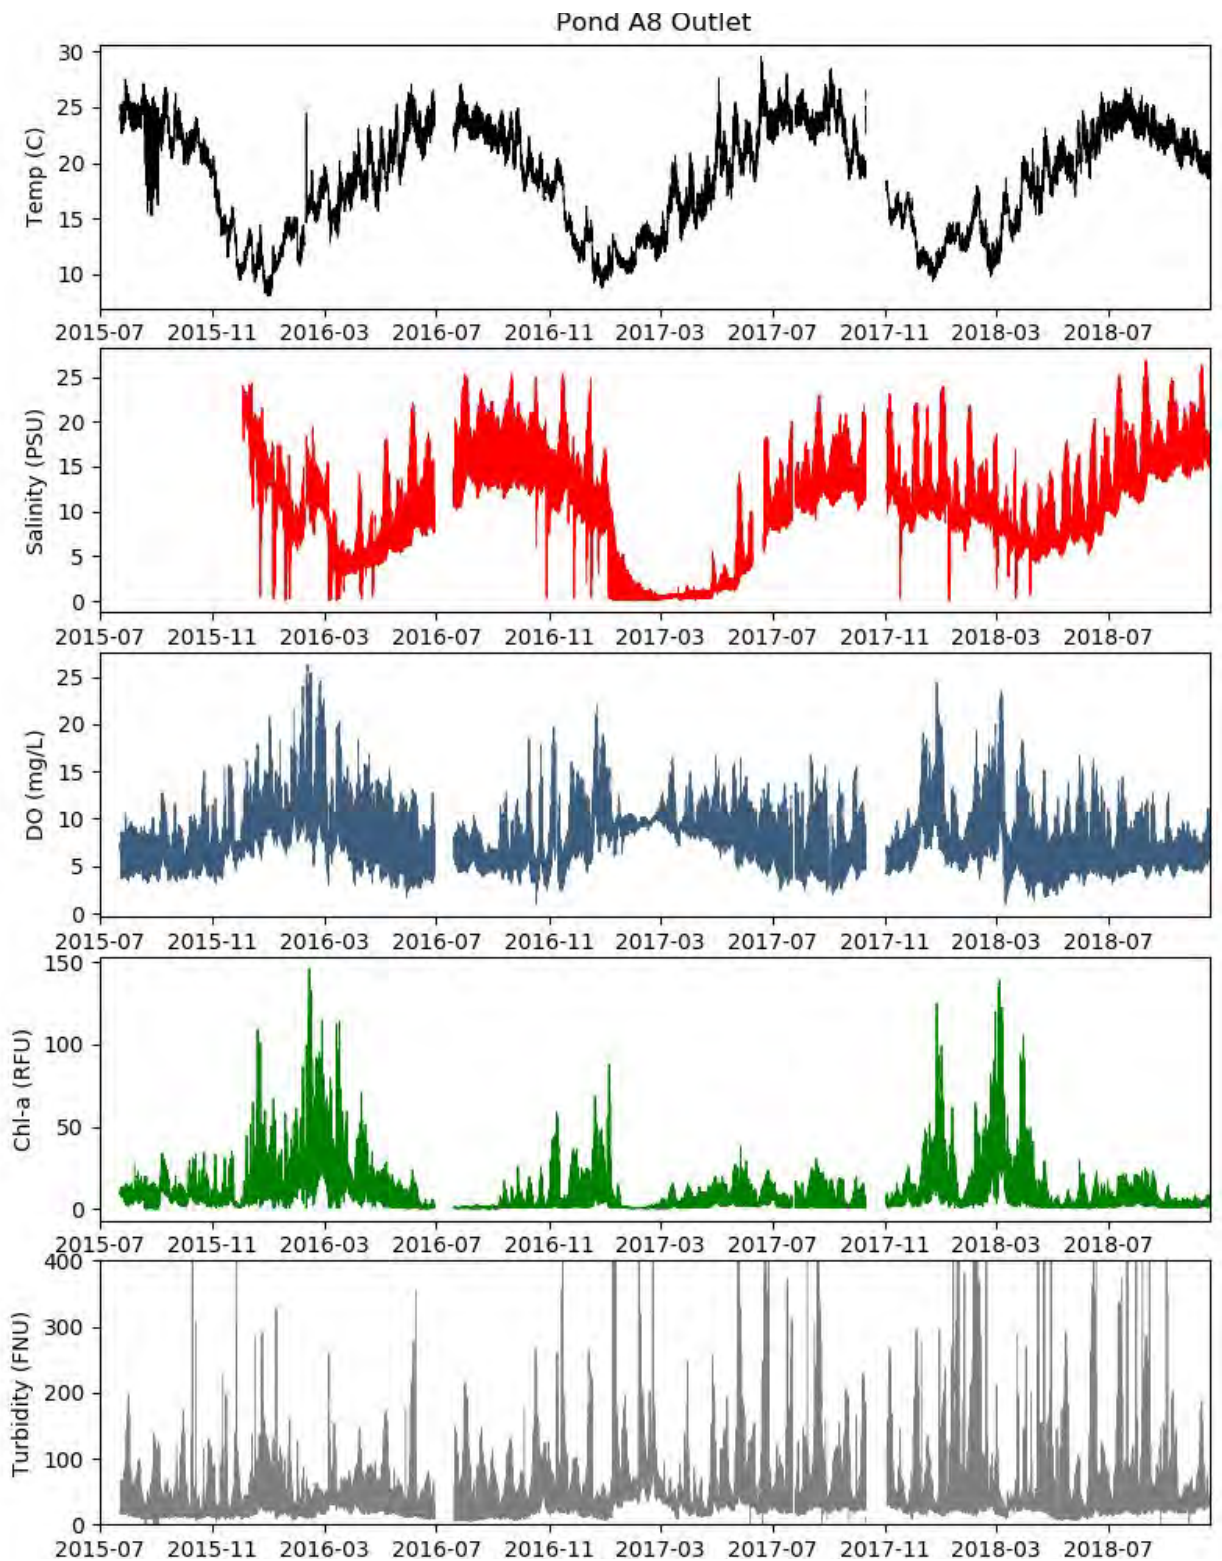 Pond A8 Outlet
30
25
20
15
10
Temp (C)
2015-07 2015-11 2016-03 2016-07 2016-11 2017-03 2017-07 2017-11 2018-03 2018-07
25
20
15
10
5
0
Salinity (PSU)
2015-07 2015-11 2016-03 2016-07 2016-11 2017-03 2017-07 2017-11 2018-03 2018-07
25
20
15
10
5
0
DO (mg/L)
2015-07 2015-11 2016-03 2016-07 2016-11 2017-03 2017-07 2017-11 2018-03 2018-07
150
100
50
0
Chl-a (RFU)
2015-07 2015-11 2016-03 2016-07 2016-11 2017-03 2017-07 2017-11 2018-03 2018-07
400
300
200
100
0
Turbidity (FNU)
2015-07 2015-11 2016-03 2016-07 2016-11 2017-03 2017-07 2017-11 2018-03 2018-07